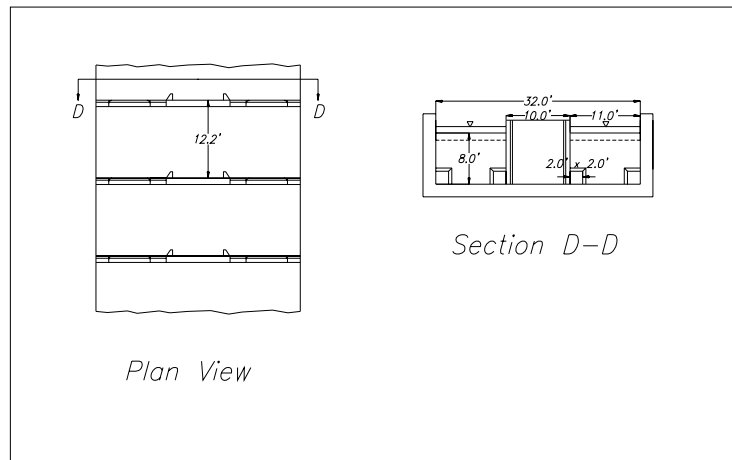 D
D
12.2'
Plan View
32.0'
10.0'
11.0'
8.0'
2.0' x 2.0'
Section D-D